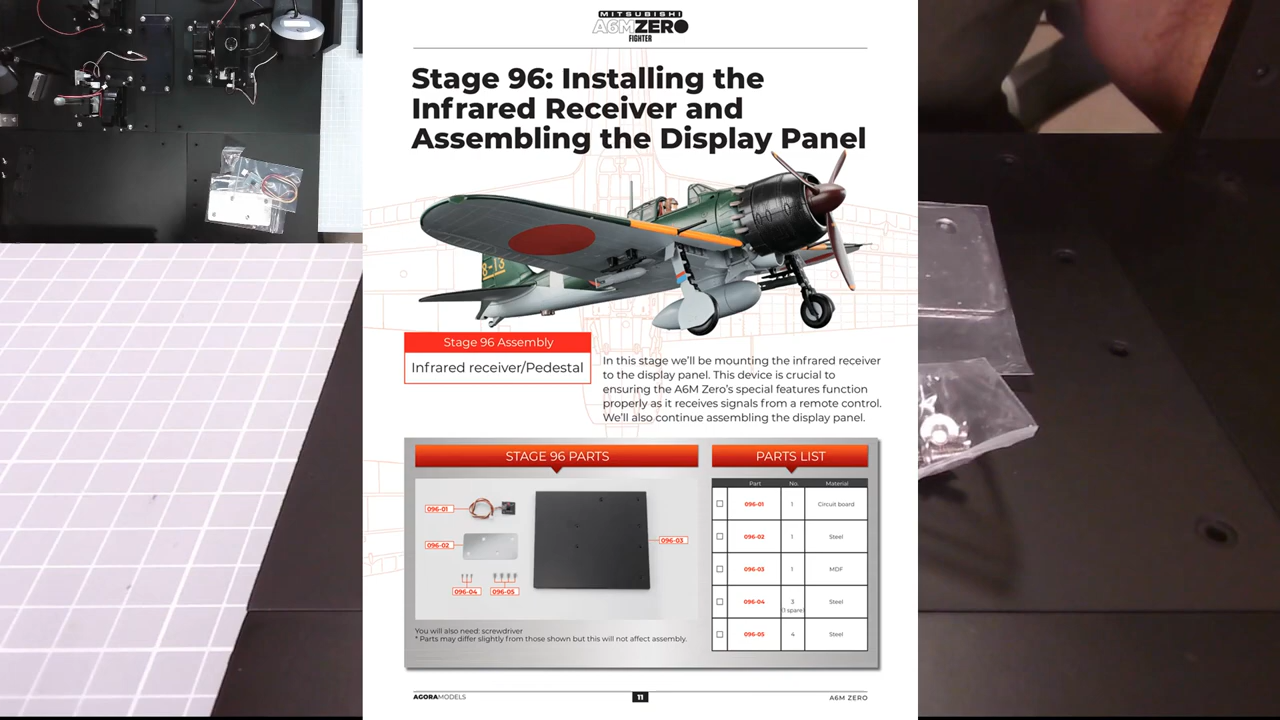 MITSUBISHI
A6MZERO
FIGHTER
Stage 96: Installing the
Infrared Receiver and
Assembling the Display Panel
8-13
Stage 96 Assembly
Infrared receiver/Pedestal
In this stage we'll be mounting the infrared receiver
to the display panel. This device is crucial to
ensuring the A6M Zero's special features function
properly as it receives signals from a remote control.
We'll also continue assembling the display panel.
STAGE 96 PARTS
096-01
096-02
096-03
096-04
096-05
You will also need: screwdriver
* Parts may differ slightly from those shown but this will not affect assembly.
PARTS LIST
Part No. Material
096-01 1 Circuit board
096-02 1 Steel
096-03 1 MDF
096-04 3 (1 spare) Steel
096-05 4 Steel
AGORAMODELS
11
A6M ZERO